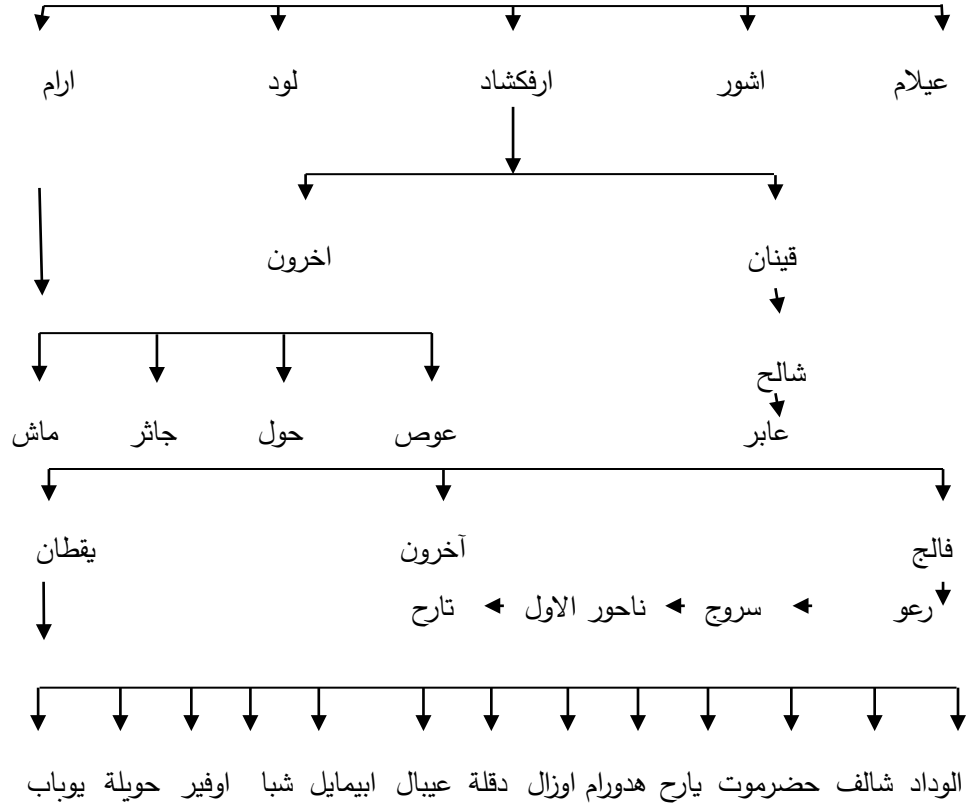 عيلام اشور ارفكشاد لود ارام
قينان اخرون
شالح
عابر عوص حول جاثر ماش
فالج آخرون يقطان
رعو سروج ناحور الاول تارح
الوداد شالف حضرموت يارح هدورام اوزال دقلة عيبال ابيمايل شبا اوفير حويلة يوباب